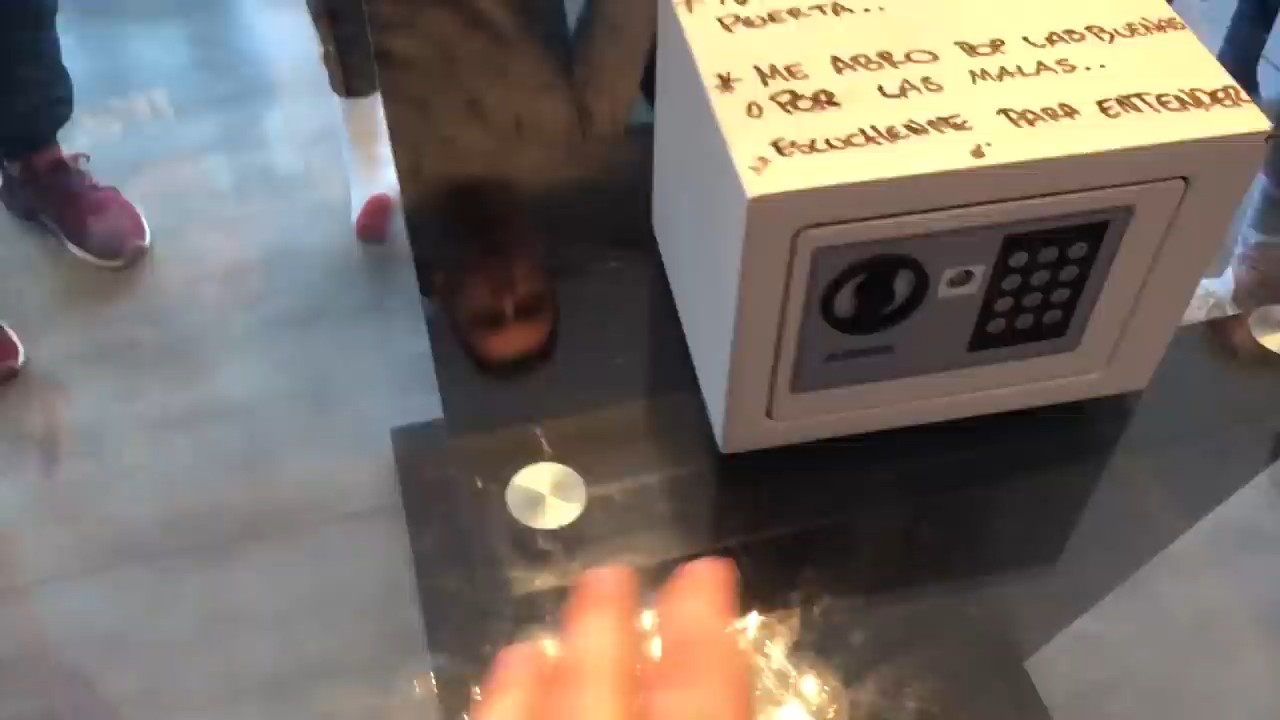 PUERTA..
* ME ABRO POR LAS BUENAS
O POR LAS MALAS..
ESCUCHENME PARA ENTENDER